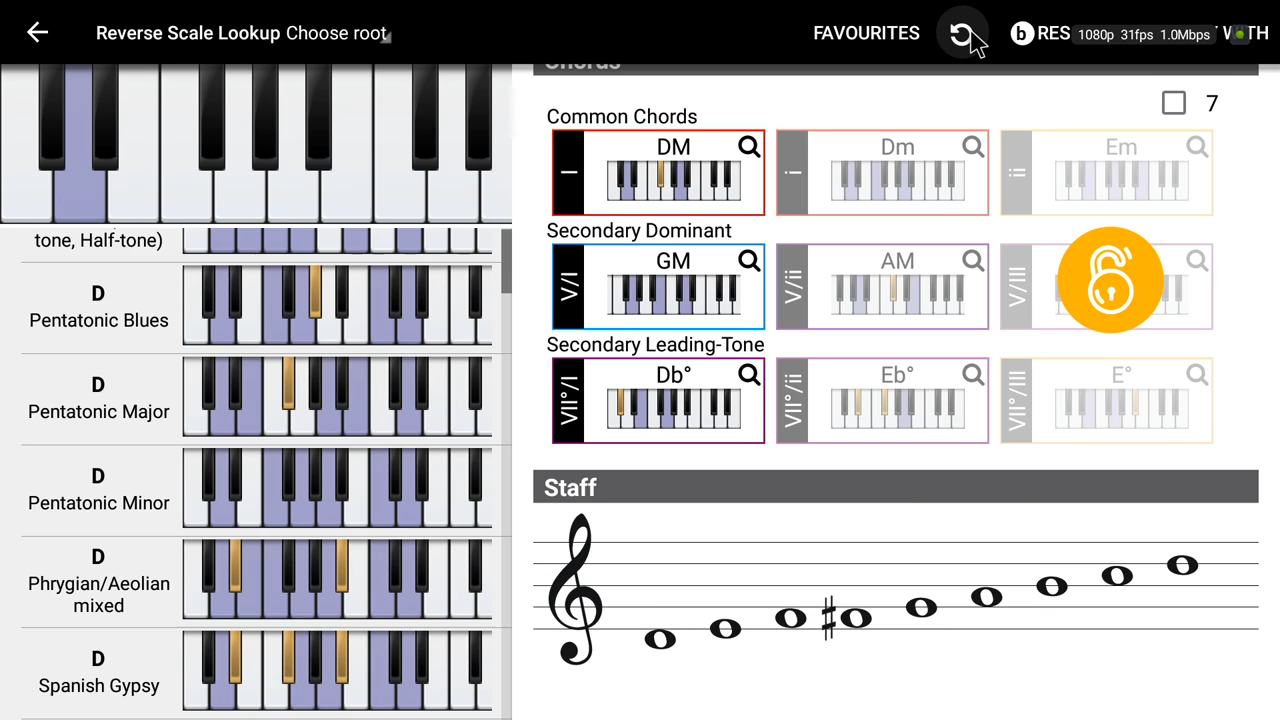 Reverse Scale Lookup Choose root
FAVOURITES
b RES
1080p 31fps 1.0Mbps
TH
Chords
Common Chords
7
I
DM
i
Dm
ii
Em
Secondary Dominant
V/I
GM
V/ii
AM
V/III
Secondary Leading-Tone
VII°/I
Db°
VII°/ii
Eb°
VII°/III
E°
Staff
tone, Half-tone)
D
Pentatonic Blues
D
Pentatonic Major
D
Pentatonic Minor
D
Phrygian/Aeolian
mixed
D
Spanish Gypsy